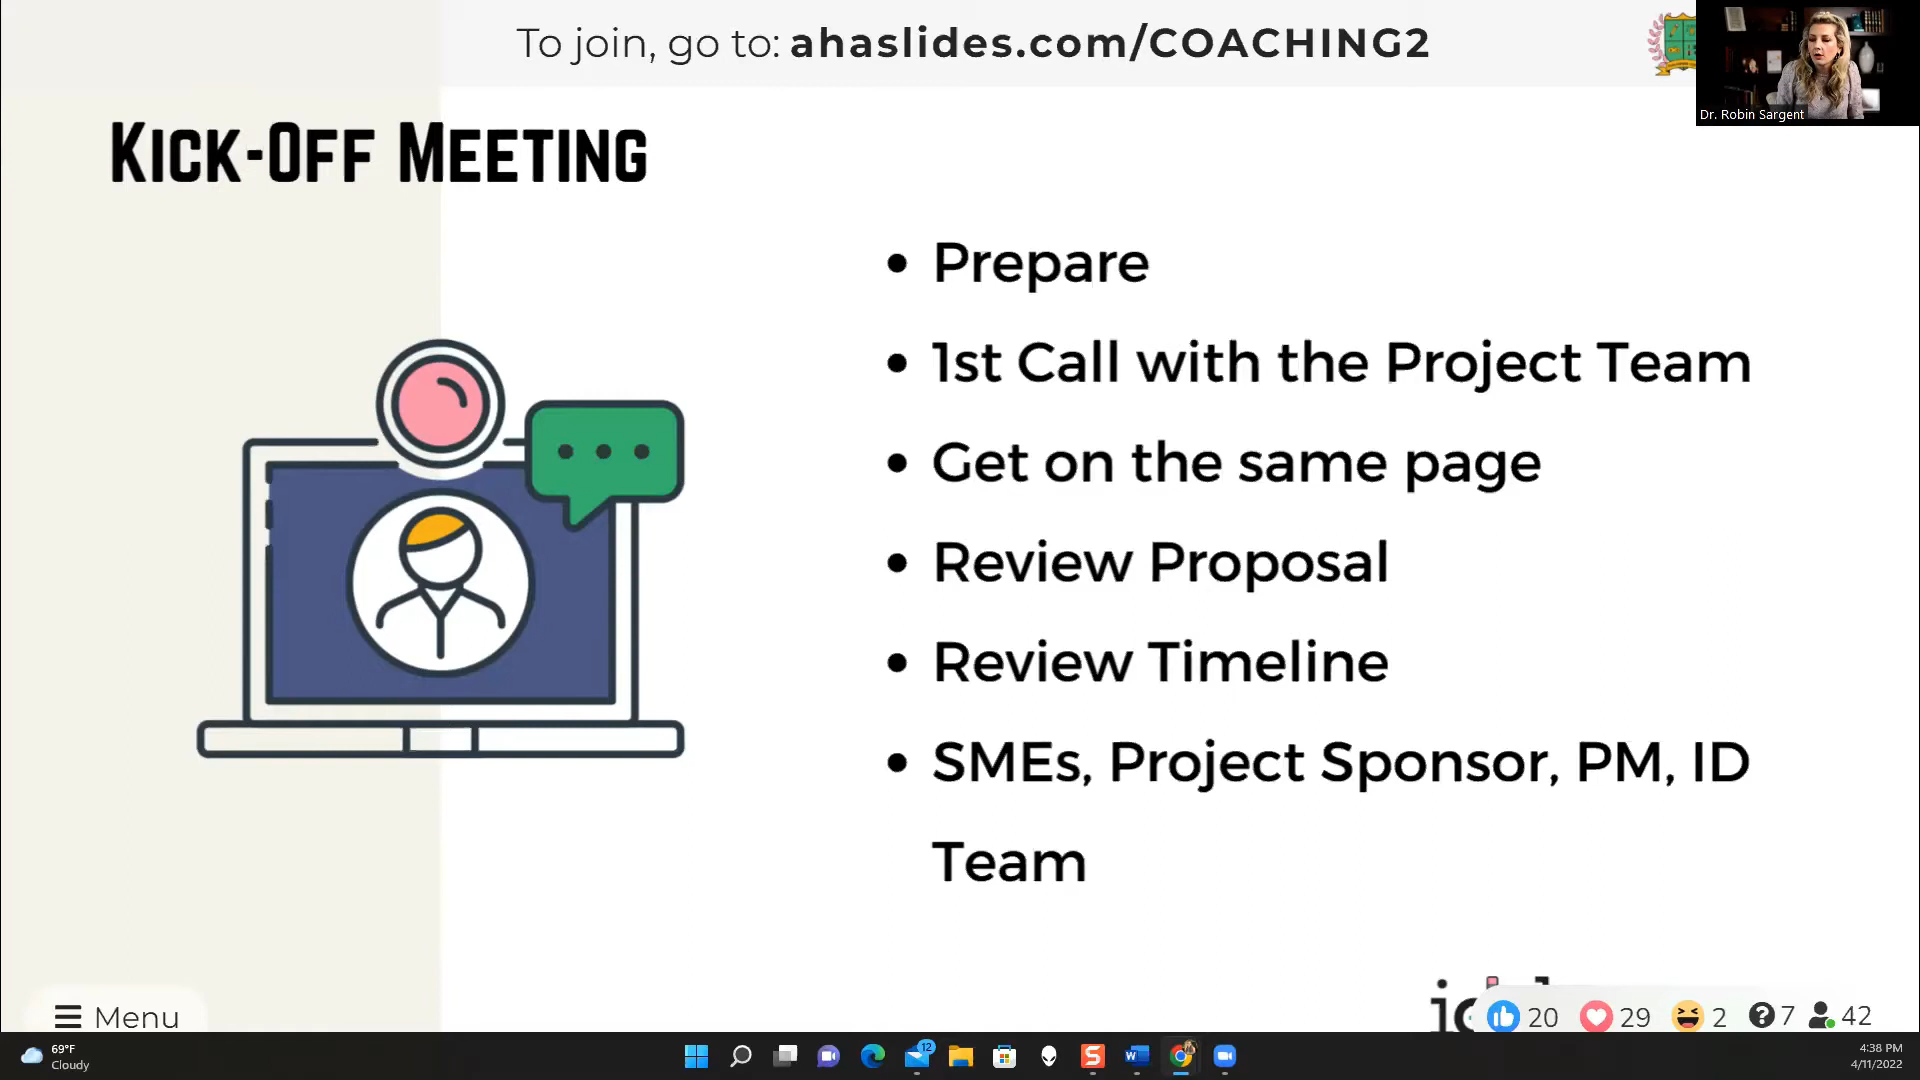 To join, go to: ahaslides.com/COACHING2
Dr. Robin Sargent
KICK-OFF MEETING
• Prepare
• 1st Call with the Project Team
• Get on the same page
• Review Proposal
• Review Timeline
• SMEs, Project Sponsor, PM, ID
Team
Menu
20 29 2 7 42
69°F
Cloudy
12
4:38 PM
4/11/2022